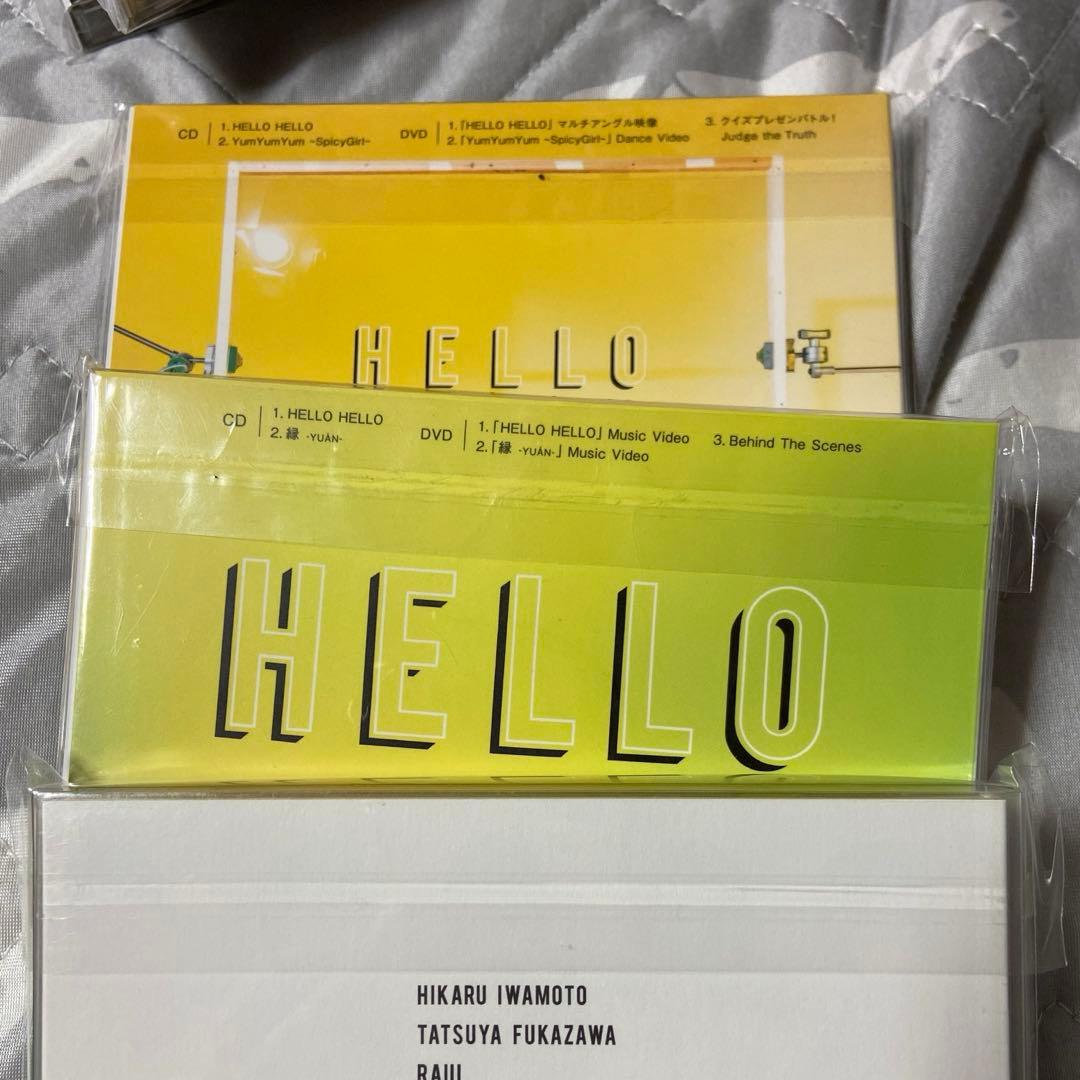 CD
1. HELLO HELLO
2. YumYumYum ~SpicyGirl~
DVD
1.「HELLO HELLO」マルチアングル映像
2.「YumYumYum ~SpicyGirl~」Dance Video
3. クイズプレゼンバトル!
Judge the Truth
HELLO
CD
1. HELLO HELLO
2. 縁 -YUÁN-
DVD
1.「HELLO HELLO」Music Video
2.「縁 -YUÁN-」Music Video
3. Behind The Scenes
HELLO
HIKARU IWAMOTO
TATSUYA FUKAZAWA
RAUL